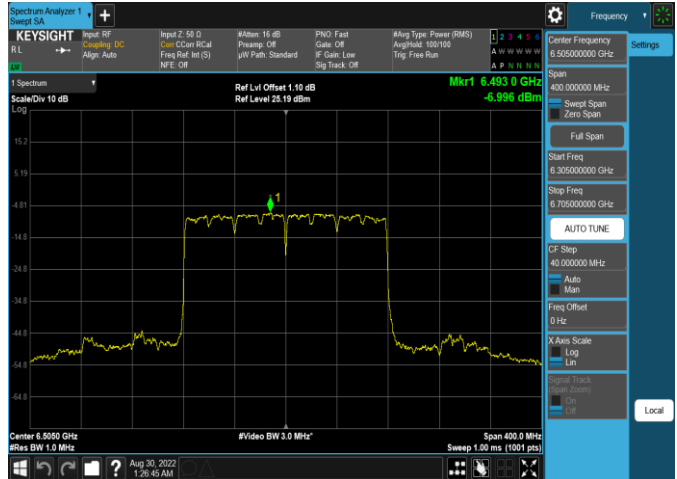 Spectrum Analyzer 1
Swept SA
Frequency
KEYSIGHT
RL
Input: RF
Coupling: DC
Align: Auto
Input Z: 50 Ω
Corr CCorr RCal
Freq Ref: Int (S)
NFE: Off
#Atten: 16 dB
Preamp: Off
µW Path: Standard
PNO: Fast
Gate: Off
IF Gain: Low
Sig Track: Off
#Avg Type: Power (RMS)
Avg|Hold: 100/100
Trig: Free Run
1 2 3 4 5 6
A W W W W W
A P N N N N
1 Spectrum
Scale/Div 10 dB
Log
Ref Lvl Offset 1.10 dB
Ref Level 25.19 dBm
Mkr1 6.493 0 GHz
-6.996 dBm
15.2
5.19
-4.81
-14.8
-24.8
-34.8
-44.8
-54.8
-64.8
1
Center 6.5050 GHz
#Res BW 1.0 MHz
#Video BW 3.0 MHz*
Span 400.0 MHz
Sweep 1.00 ms (1001 pts)
Aug 30, 2022
1:26:45 AM
Center Frequency
6.505000000 GHz
Settings
Span
400.000000 MHz
Swept Span
Zero Span
Full Span
Start Freq
6.305000000 GHz
Stop Freq
6.705000000 GHz
AUTO TUNE
CF Step
40.000000 MHz
Auto
Man
Freq Offset
0 Hz
X Axis Scale
Log
Lin
Signal Track
(Span Zoom)
On
Off
Local